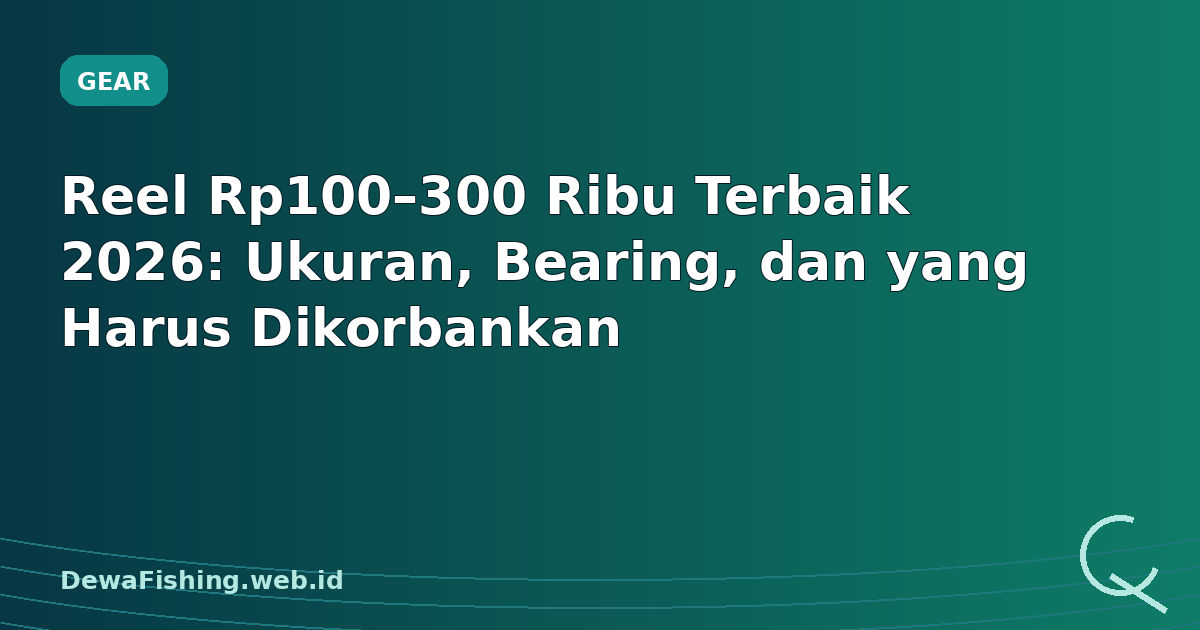 GEAR
Reel Rp100–300 Ribu Terbaik
2026: Ukuran, Bearing, dan yang
Harus Dikorbankan
DewaFishing.web.id